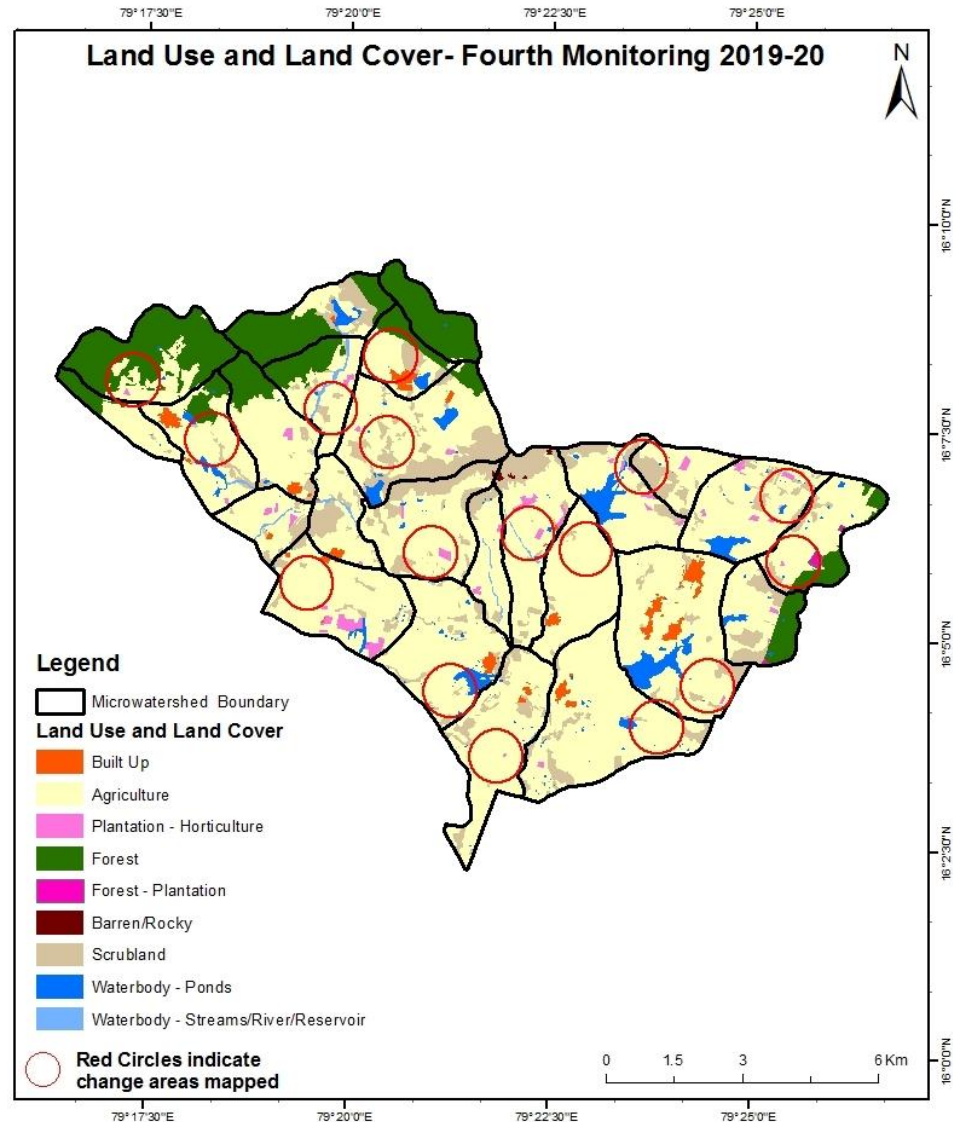 79°17'30"E 79°20'0"E 79°22'30"E 79°25'0"E
Land Use and Land Cover- Fourth Monitoring 2019-20
N
16°10'0"N
16°7'30"N
16°5'0"N
16°2'30"N
16°0'0"N
Legend
Microwatershed Boundary
Land Use and Land Cover
Built Up
Agriculture
Plantation - Horticulture
Forest
Forest - Plantation
Barren/Rocky
Scrubland
Waterbody - Ponds
Waterbody - Streams/River/Reservoir
Red Circles indicate
change areas mapped
0 1.5 3 6 Km
79°17'30"E 79°20'0"E 79°22'30"E 79°25'0"E